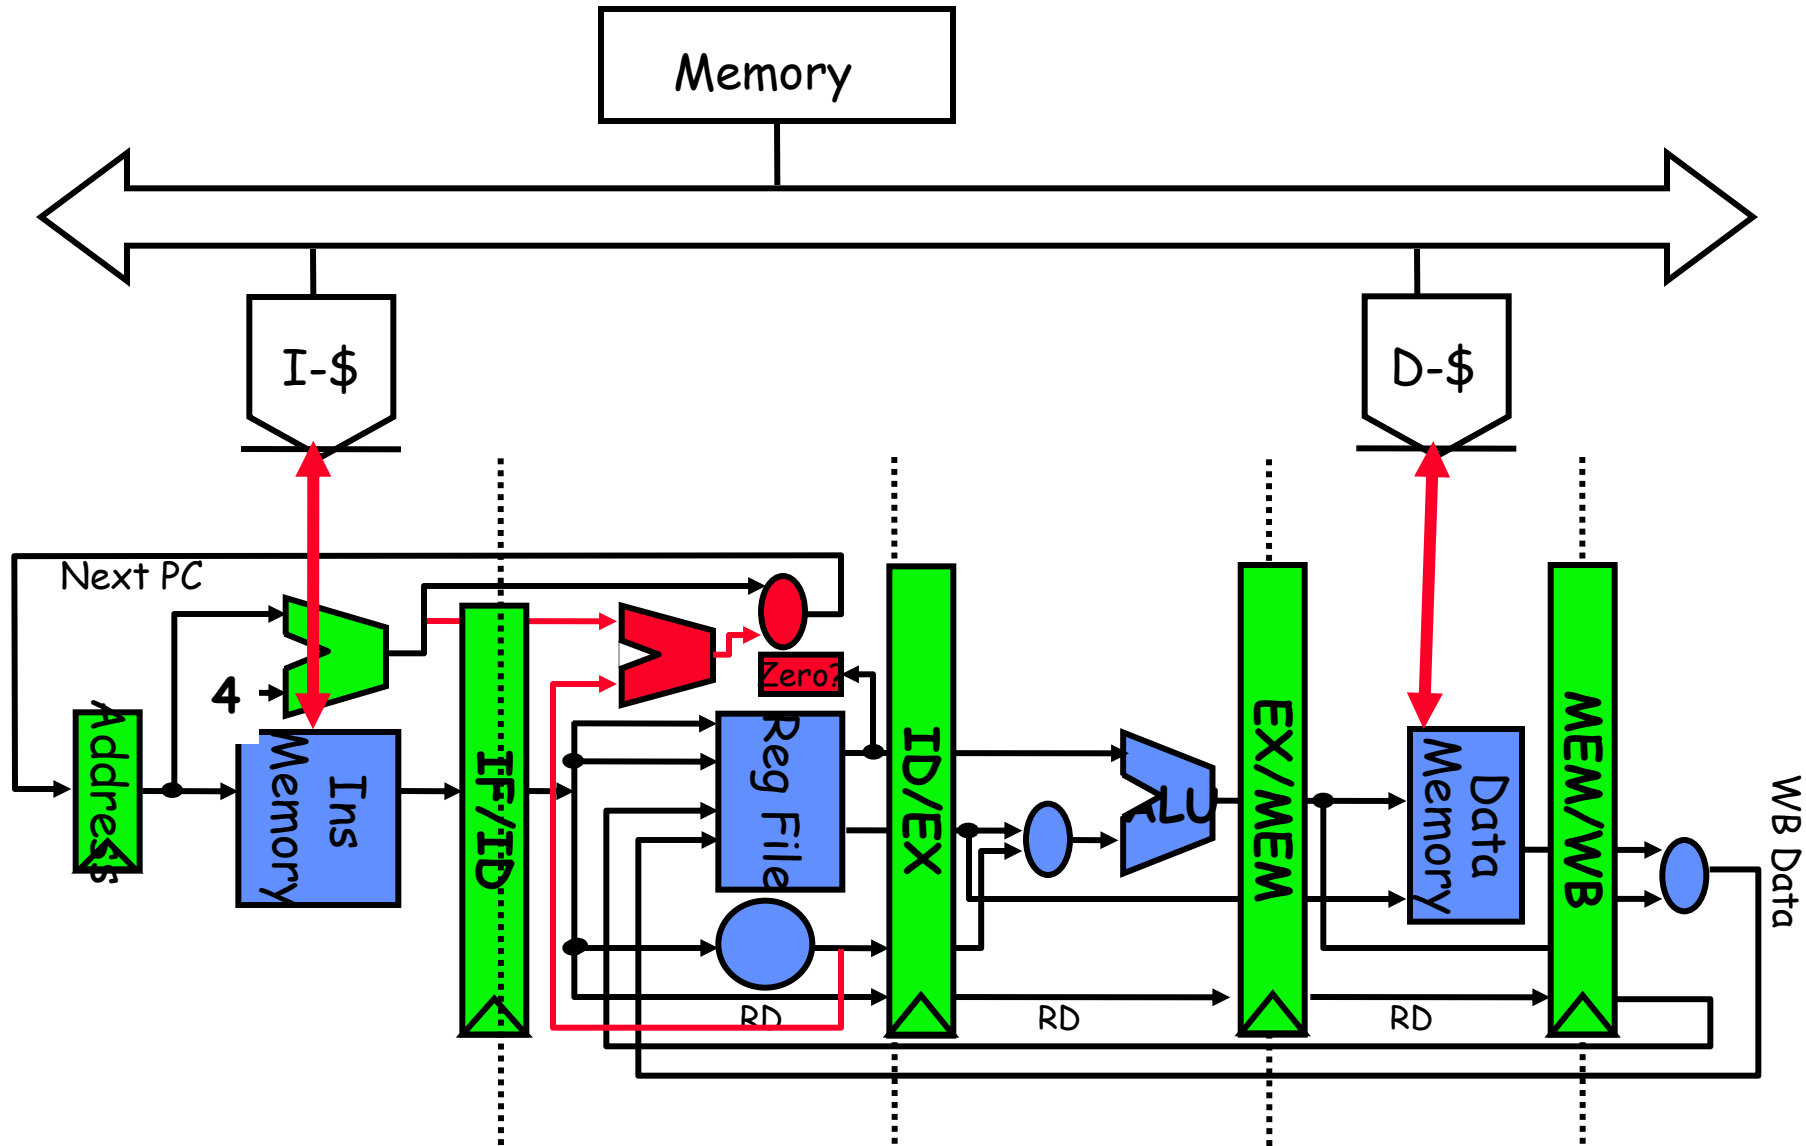 Memory
I-$
D-$
Next PC
4
Zero?
Address
Ins
Memory
IF/ID
Reg File
ID/EX
ALU
EX/MEM
Data
Memory
MEM/WB
WB Data
RD
RD
RD